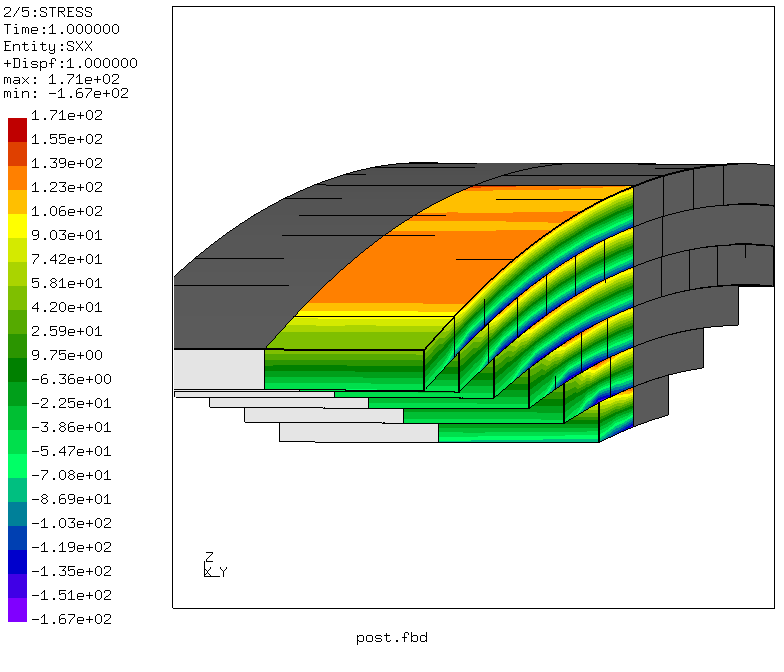 2/5:STRESS
Time:1.000000
Entity:SXX
+Dispf:1.000000
max: 1.71e+02
min: -1.67e+02
1.71e+02
1.55e+02
1.39e+02
1.23e+02
1.06e+02
9.03e+01
7.42e+01
5.81e+01
4.20e+01
2.59e+01
9.75e+00
-6.36e+00
-2.25e+01
-3.86e+01
-5.47e+01
-7.08e+01
-8.69e+01
-1.03e+02
-1.19e+02
-1.35e+02
-1.51e+02
-1.67e+02
Z
X Y
post.fbd